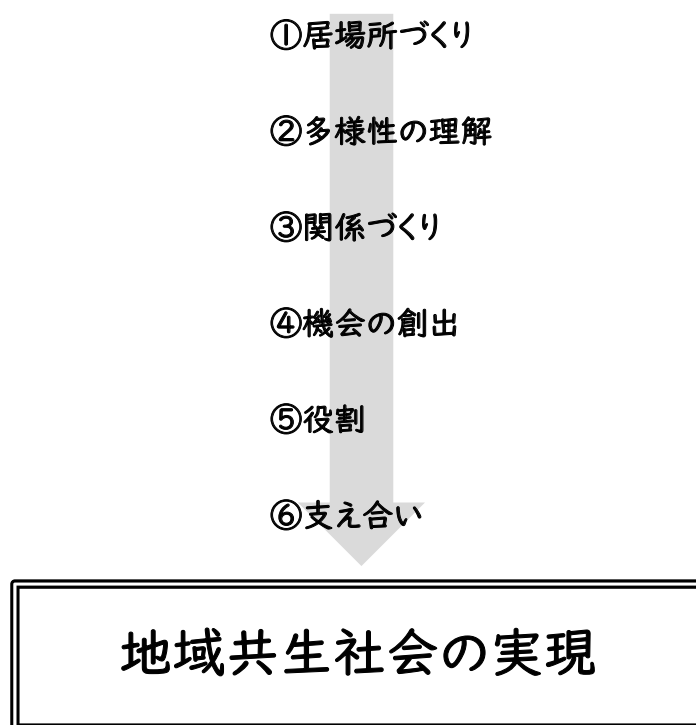 ①居場所づくり
②多様性の理解
③関係づくり
④機会の創出
⑤役割
⑥支え合い
地域共生社会の実現